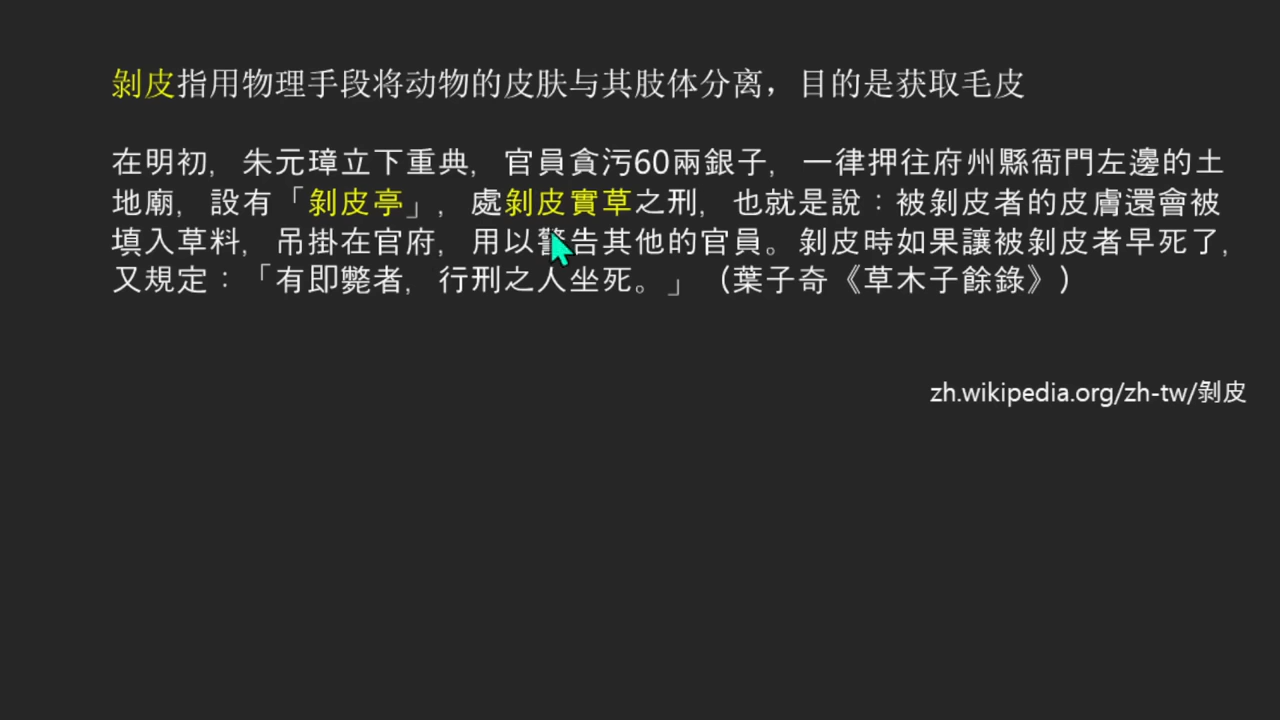 剝皮指用物理手段将动物的皮肤与其肢体分离，目的是获取毛皮
在明初，朱元璋立下重典，官員貪污60兩銀子，一律押往府州縣衙門左邊的土
地廟，設有「剝皮亭」，處剝皮實草之刑，也就是說：被剝皮者的皮膚還會被
填入草料，吊掛在官府，用以警告其他的官員。剝皮時如果讓被剝皮者早死了，
又規定：「有即斃者，行刑之人坐死。」（葉子奇《草木子餘錄》）
zh.wikipedia.org/zh-tw/剝皮